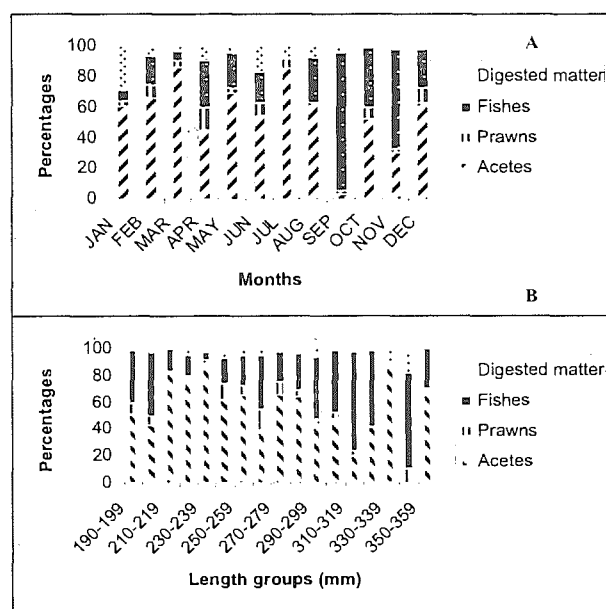 A
100
80
60
40
20
0
Percentages
Digested matter
Fishes
Prawns
Acetes
JAN
FEB
MAR
APR
MAY
JUN
JUL
AUG
SEP
OCT
NOV
DEC
Months
B
100
80
60
40
20
0
Percentages
Digested matter
Fishes
Prawns
Acetes
190-199
210-219
230-239
250-259
270-279
290-299
310-319
330-339
350-359
Length groups (mm)